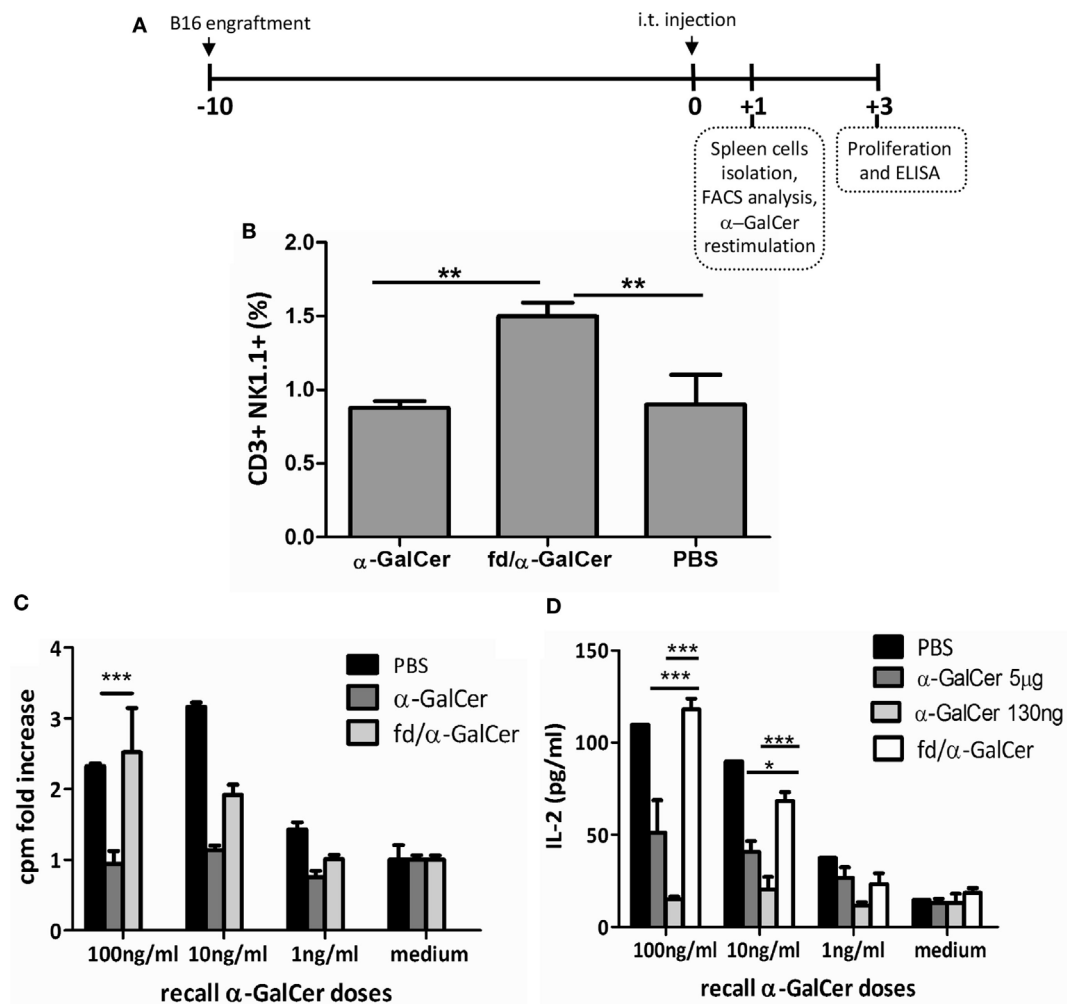 A
B16 engraftment
i.t. injection
-10
0
+1
+3
Spleen cells
isolation,
FACS analysis,
α–GalCer
restimulation
Proliferation
and ELISA
B
CD3+ NK1.1+ (%)
2.0
1.5
1.0
0.5
0.0
**
**
α-GalCer
fd/α-GalCer
PBS
C
cpm fold increase
4
3
2
1
0
***
PBS
α-GalCer
fd/α-GalCer
100ng/ml
10ng/ml
1ng/ml
medium
recall α-GalCer doses
D
IL-2 (pg/ml)
150
100
50
0
***
***
***
*
PBS
α-GalCer 5µg
α-GalCer 130ng
fd/α-GalCer
100ng/ml
10ng/ml
1ng/ml
medium
recall α-GalCer doses